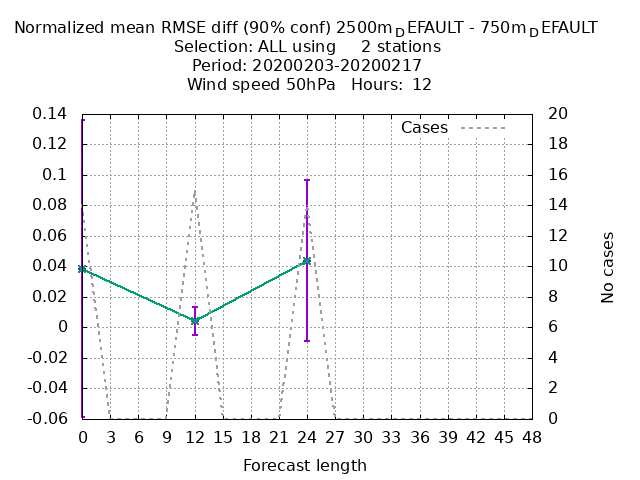 Normalized mean RMSE diff (90% conf) 2500m_DEFAULT - 750m_DEFAULT
Selection: ALL using 2 stations
Period: 20200203-20200217
Wind speed 50hPa Hours: 12
Cases
0.14
0.12
0.1
0.08
0.06
0.04
0.02
0
-0.02
-0.04
-0.06
20
18
16
14
12
10
8
6
4
2
0
No cases
0 3 6 9 12 15 18 21 24 27 30 33 36 39 42 45 48
Forecast length